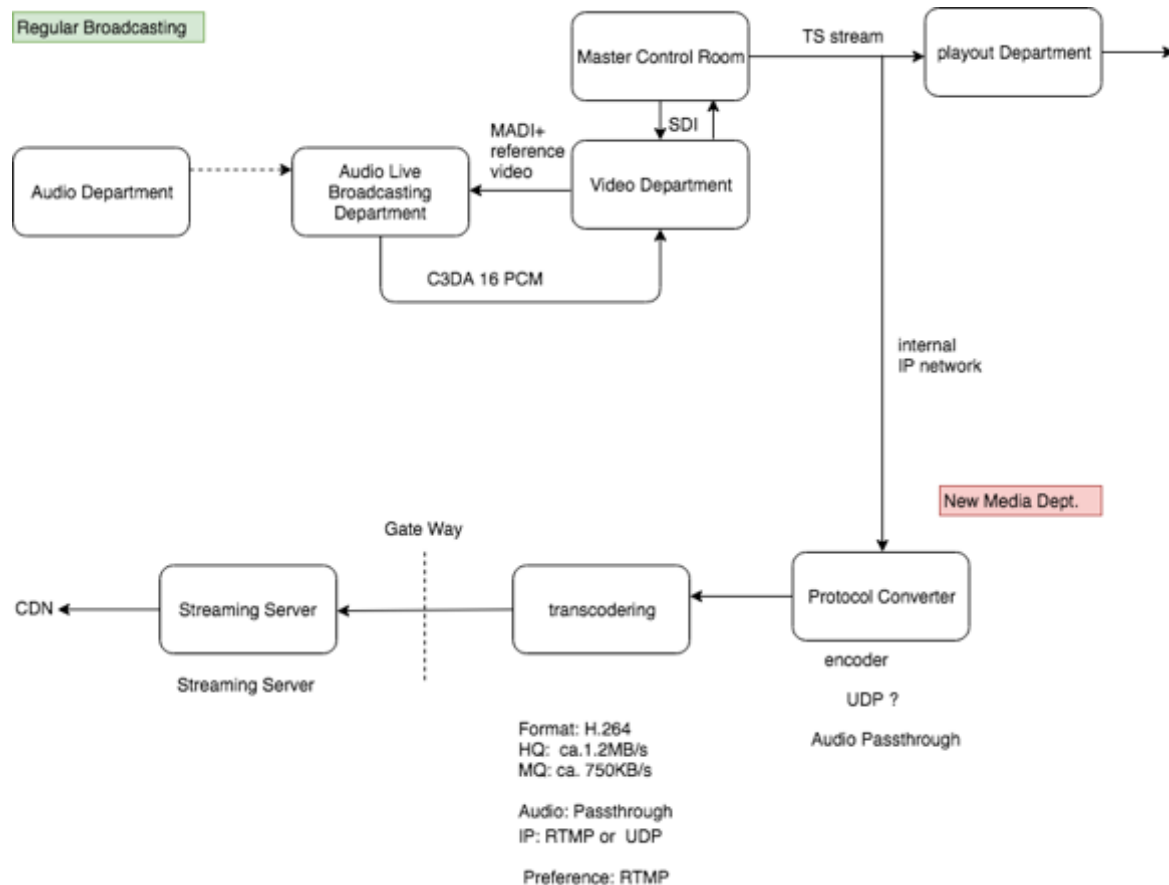 Regular Broadcasting
Master Control Room
TS stream
playout Department
SDI
MADI+
reference
video
Audio Department
Audio Live
Broadcasting
Department
Video Department
C3DA 16 PCM
internal
IP network
New Media Dept.
Gate Way
CDN
Streaming Server
transcodering
Protocol Converter
Streaming Server
encoder
UDP ?
Audio Passthrough
Format: H.264
HQ: ca.1.2MB/s
MQ: ca. 750KB/s
Audio: Passthrough
IP: RTMP or UDP
Preference: RTMP